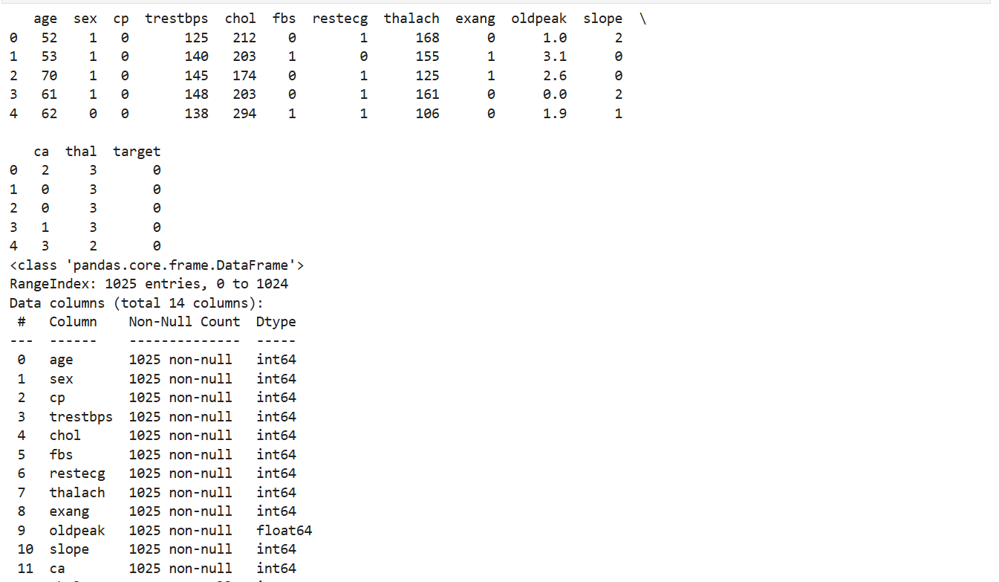 age  sex  cp  trestbps  chol  fbs  restecg  thalach  exang  oldpeak  slope  \
0   52    1   0       125   212    0        1      168      0      1.0      2
1   53    1   0       140   203    1        0      155      1      3.1      0
2   70    1   0       145   174    0        1      125      1      2.6      0
3   61    1   0       148   203    0        1      161      0      0.0      2
4   62    0   0       138   294    1        1      106      0      1.9      1
   ca  thal  target
0   2     3       0
1   0     3       0
2   0     3       0
3   1     3       0
4   3     2       0
<class 'pandas.core.frame.DataFrame'>
RangeIndex: 1025 entries, 0 to 1024
Data columns (total 14 columns):
 #   Column    Non-Null Count  Dtype
---  ------    --------------  -----
 0   age       1025 non-null   int64
 1   sex       1025 non-null   int64
 2   cp        1025 non-null   int64
 3   trestbps  1025 non-null   int64
 4   chol      1025 non-null   int64
 5   fbs       1025 non-null   int64
 6   restecg   1025 non-null   int64
 7   thalach   1025 non-null   int64
 8   exang     1025 non-null   int64
 9   oldpeak   1025 non-null   float64
 10  slope     1025 non-null   int64
 11  ca        1025 non-null   int64